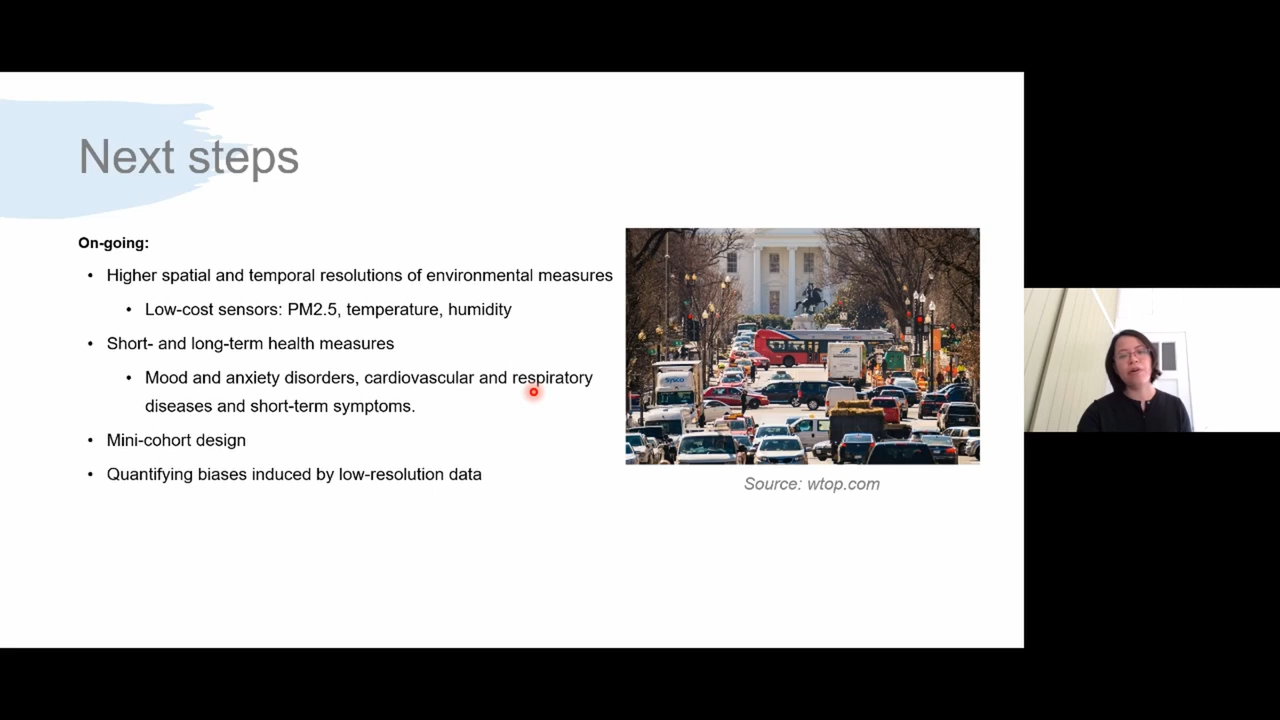 Next steps
On-going:
• Higher spatial and temporal resolutions of environmental measures
• Low-cost sensors: PM2.5, temperature, humidity
• Short- and long-term health measures
• Mood and anxiety disorders, cardiovascular and respiratory
diseases and short-term symptoms.
• Mini-cohort design
• Quantifying biases induced by low-resolution data
Sysco
Source: wtop.com